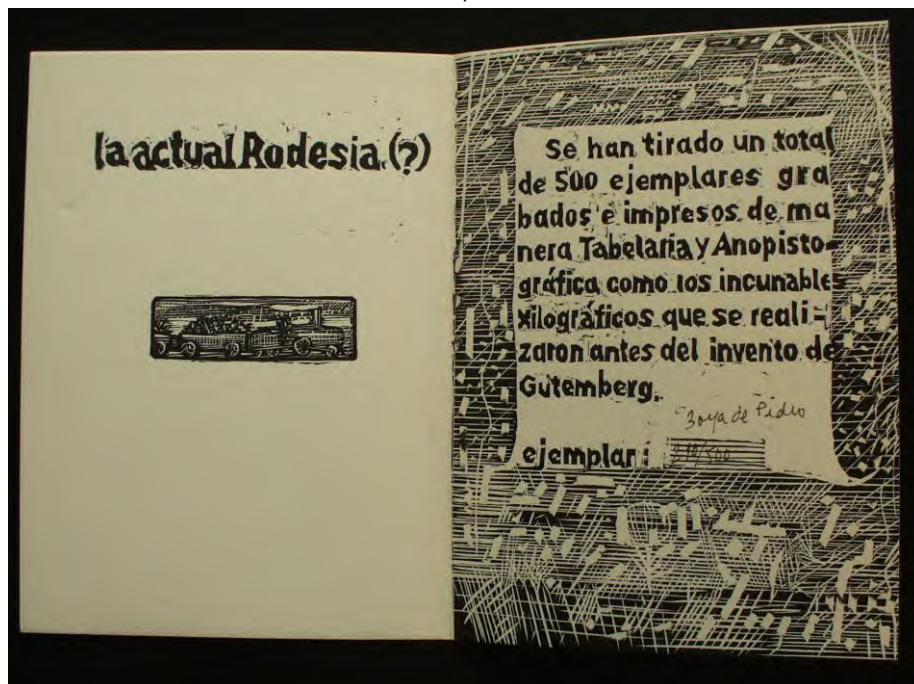 la actual Rodesia (?)
Se han tirado un total
de 500 ejemplares gra
bados e impresos de ma
nera Tabelaria y Anopisto-
gráfica como los incunables
xilográficos que se reali-
zaron antes del invento de
Gutemberg.
ejemplar: